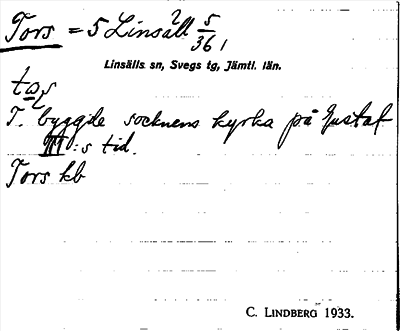 Tors = 5 Linsäll 2 5/36 1
Linsälls sn, Svegs tg, Jämtl. län.
tas
T. byggde socknens kyrka på Gustaf
III:s tid.
Tors kb
C. LINDBERG 1933.